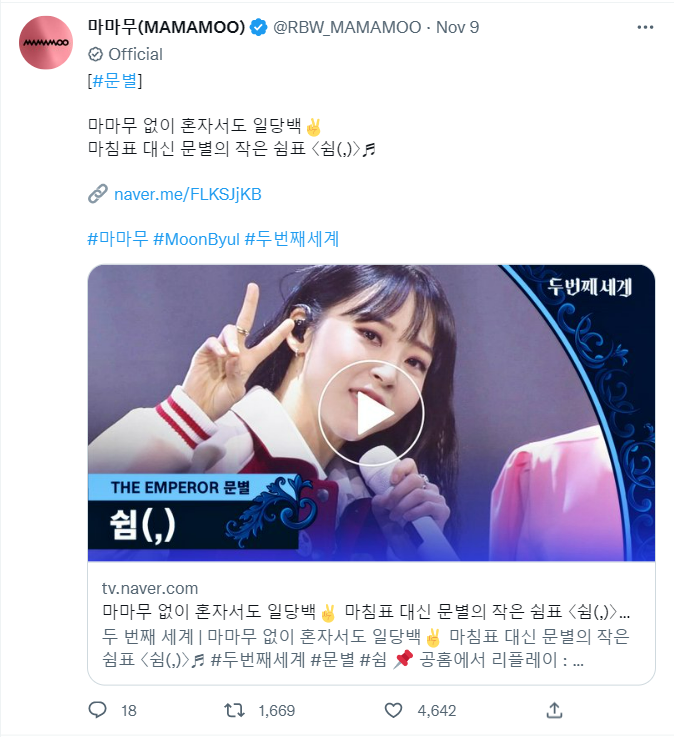 MAMAMOO
마마무(MAMAMOO) @RBW_MAMAMOO · Nov 9 ...
Official
[#문별]
마마무 없이 혼자서도 일당백✌
마침표 대신 문별의 작은 쉼표 〈쉼(,)〉♬
🔗 naver.me/FLKSJjKB
#마마무 #MoonByul #두번째세계
두번째세계
THE EMPEROR 문별
쉼(,)
tv.naver.com
마마무 없이 혼자서도 일당백✌ 마침표 대신 문별의 작은 쉼표 〈쉼(,)〉...
두 번째 세계 | 마마무 없이 혼자서도 일당백✌ 마침표 대신 문별의 작은
쉼표 〈쉼(,)〉♬ #두번째세계 #문별 #쉼 📌 공홈에서 리플레이 : ...
18 1,669 4,642